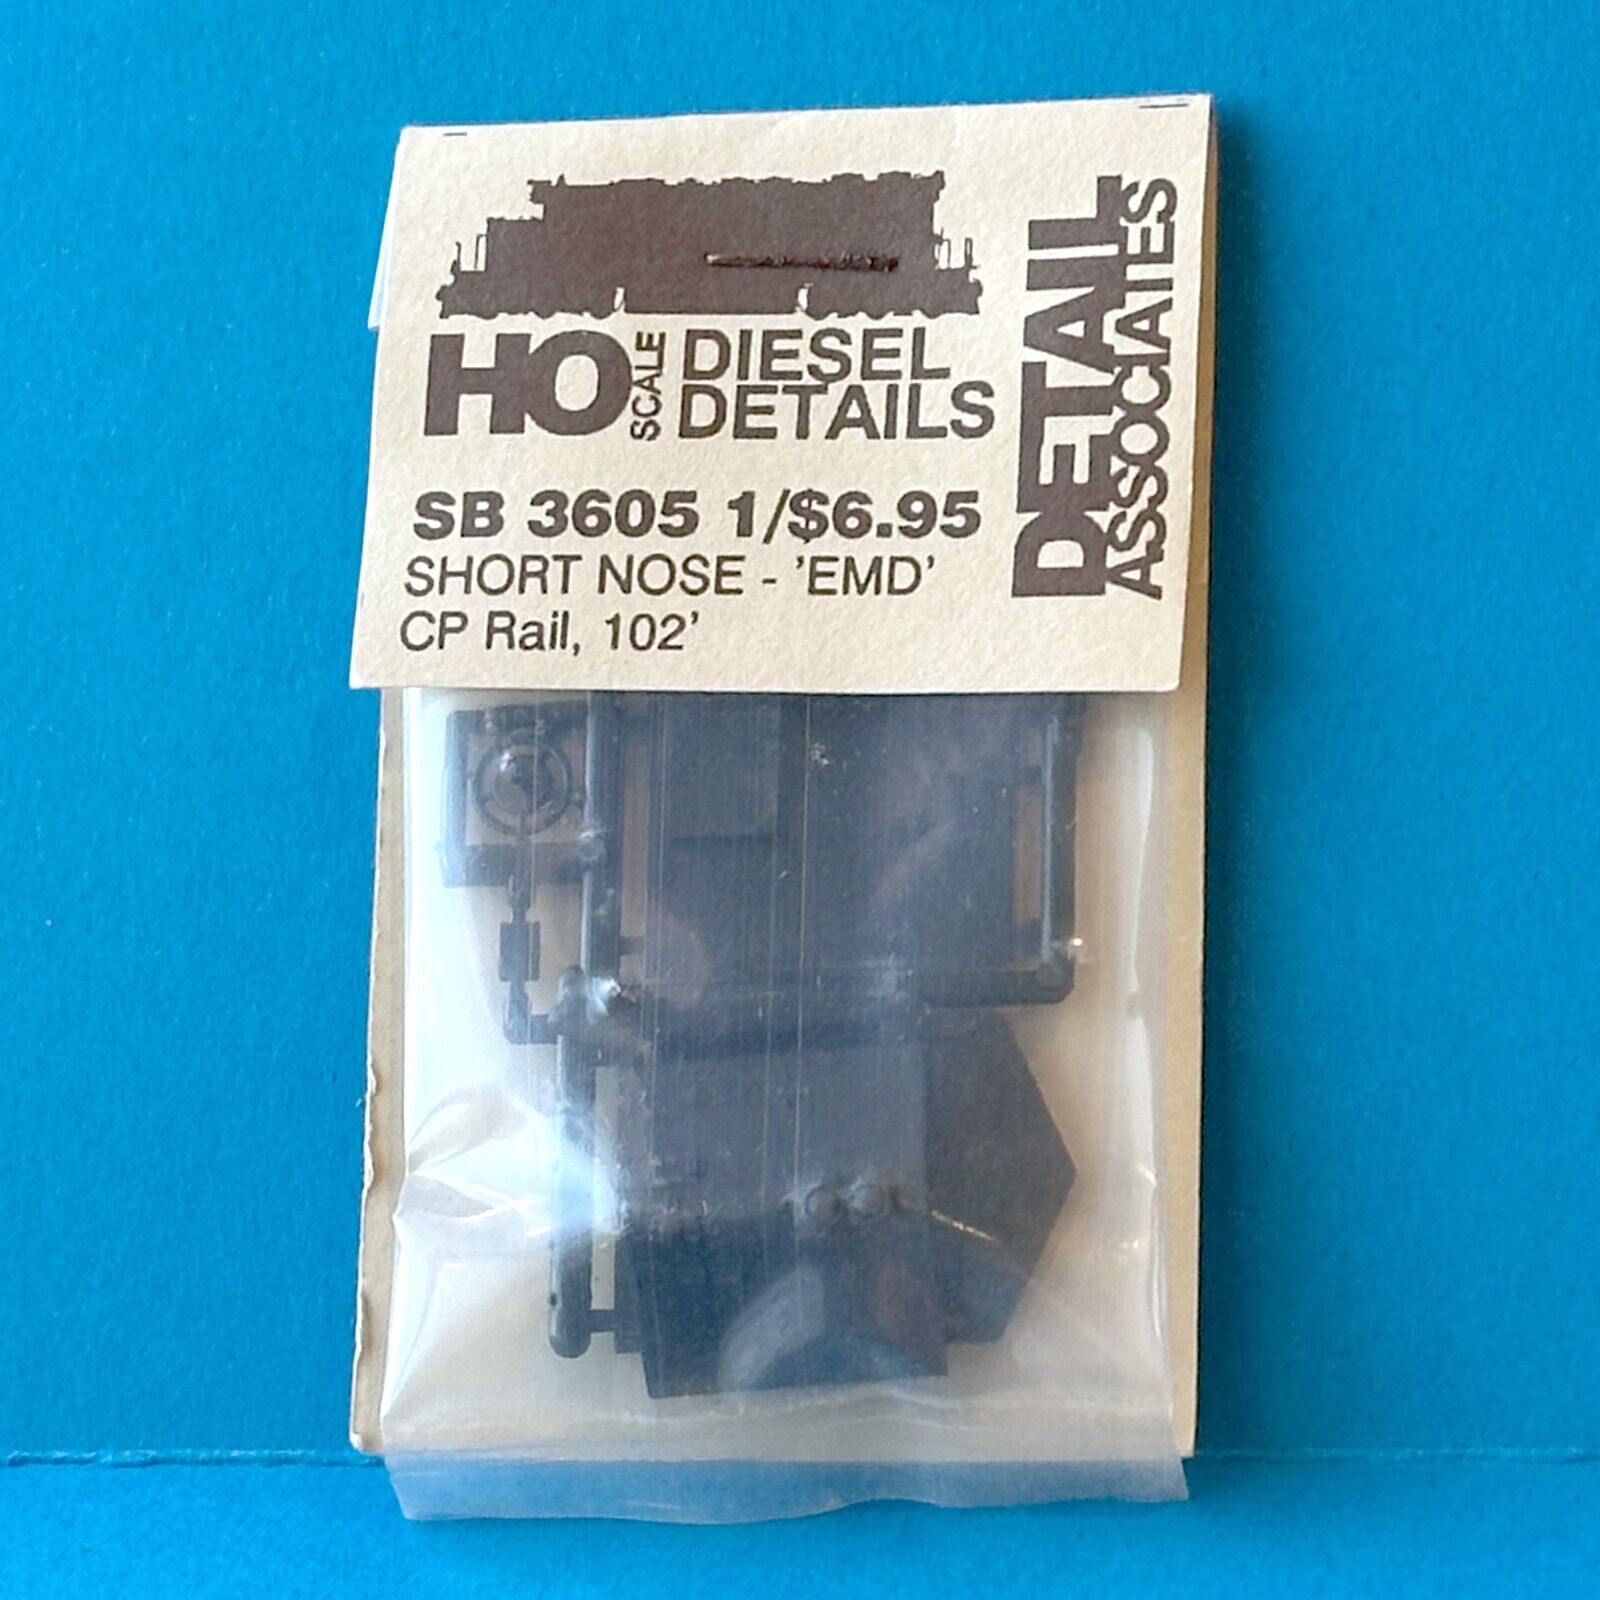 HO SCALE DIESEL
DETAILS
SB 3605 1/$6.95
SHORT NOSE - 'EMD'
CP Rail, 102'
DETAIL
ASSOCIATES